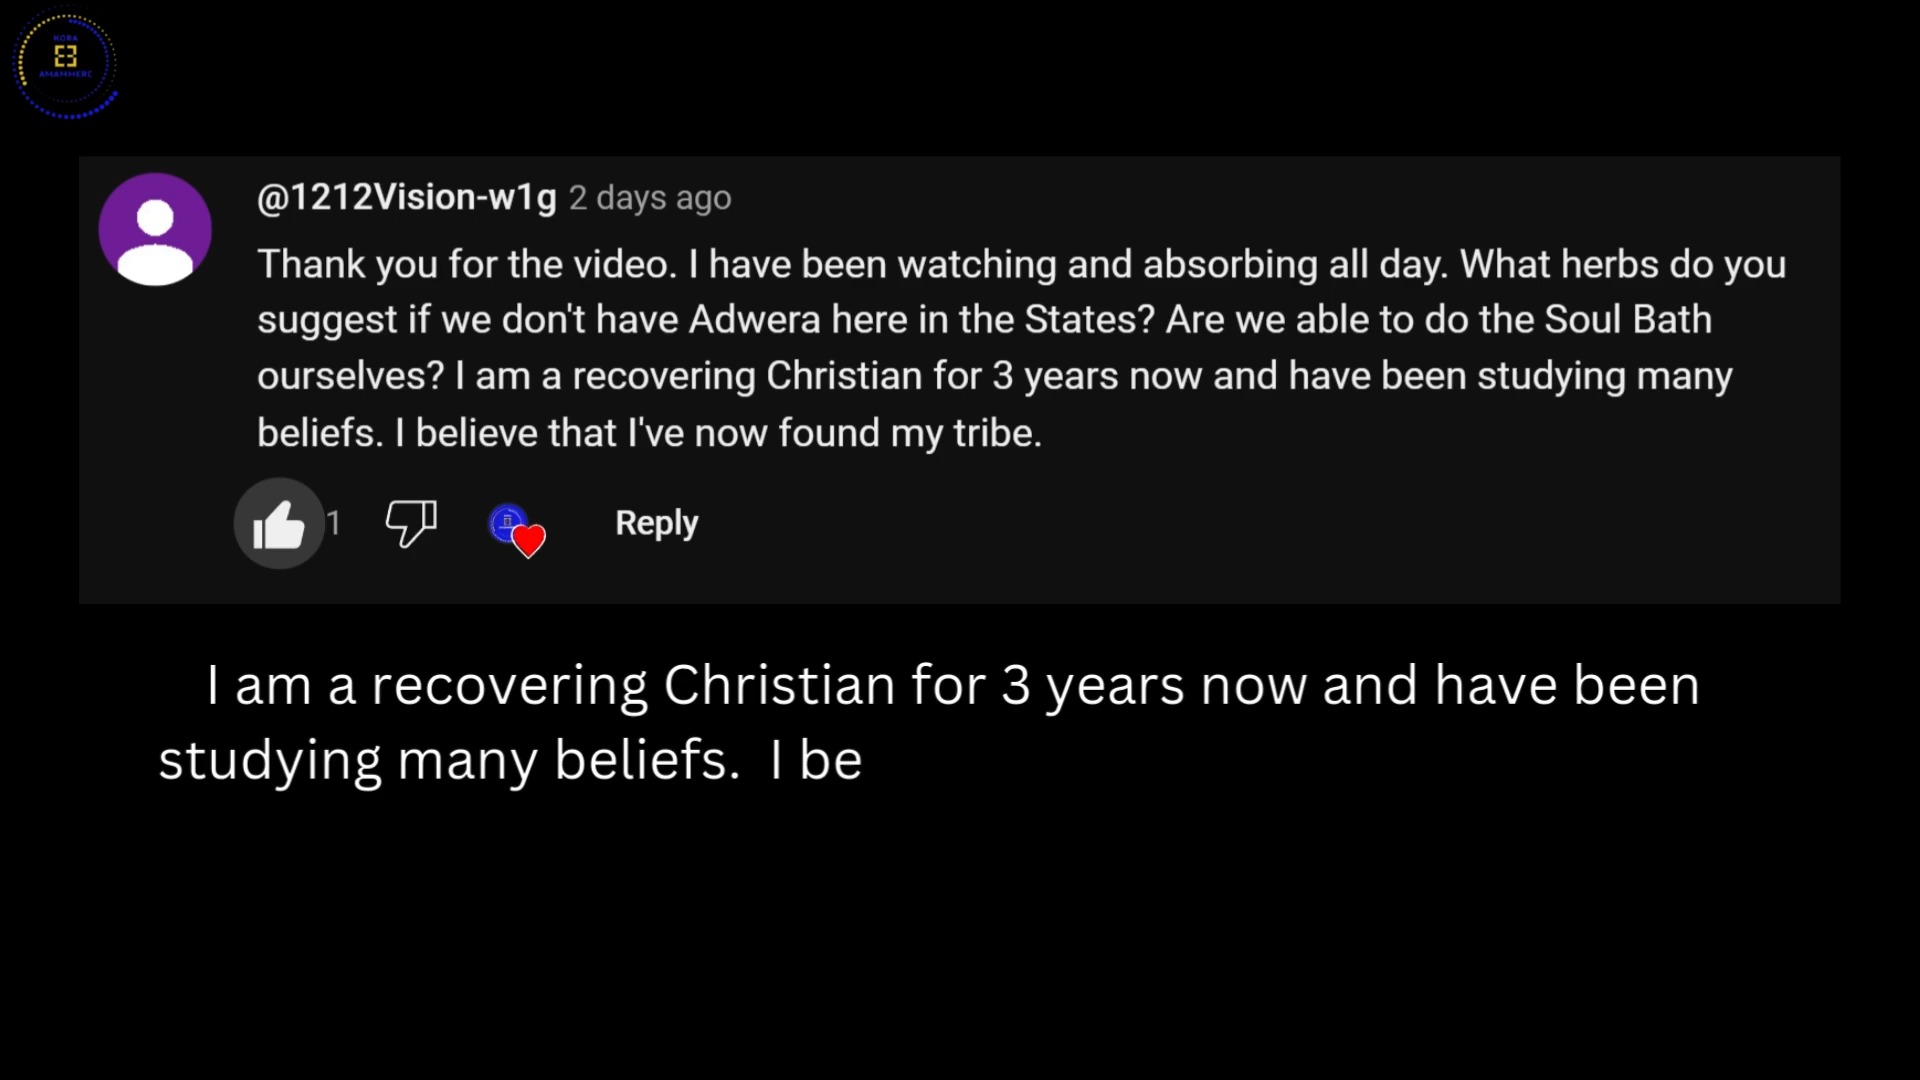 KORA
AMAMMERE
@1212Vision-w1g 2 days ago
Thank you for the video. I have been watching and absorbing all day. What herbs do you
suggest if we don't have Adwera here in the States? Are we able to do the Soul Bath
ourselves? I am a recovering Christian for 3 years now and have been studying many
beliefs. I believe that I've now found my tribe.
1
Reply
I am a recovering Christian for 3 years now and have been
studying many beliefs. I be